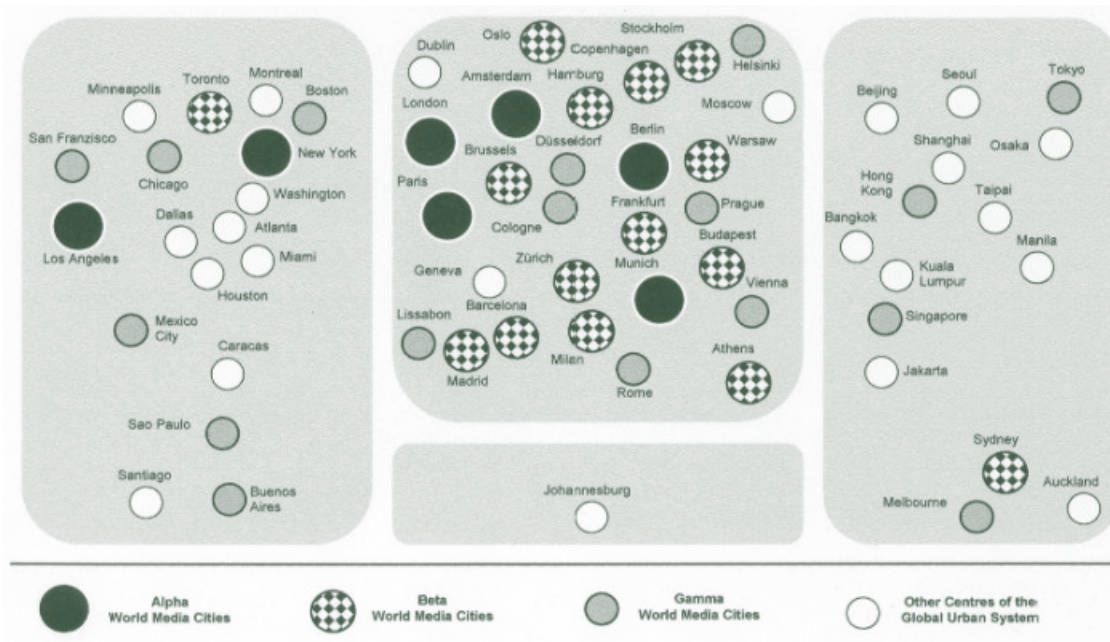 Minneapolis
Toronto
Montreal
Boston
San Franzisco
Chicago
New York
Washington
Dallas
Atlanta
Los Angeles
Miami
Houston
Mexico
City
Caracas
Sao Paulo
Santiago
Buenos
Aires
Dublin
Oslo
Stockholm
Copenhagen
Helsinki
Amsterdam
Hamburg
Moscow
London
Düsseldorf
Berlin
Brussels
Warsaw
Paris
Frankfurt
Prague
Cologne
Budapest
Geneva
Zürich
Munich
Vienna
Barcelona
Lissabon
Madrid
Milan
Athens
Rome
Johannesburg
Beijing
Seoul
Tokyo
Shanghai
Osaka
Hong
Kong
Taipai
Bangkok
Manila
Kuala
Lumpur
Singapore
Jakarta
Sydney
Melbourne
Auckland
Alpha
World Media Cities
Beta
World Media Cities
Gamma
World Media Cities
Other Centres of the
Global Urban System